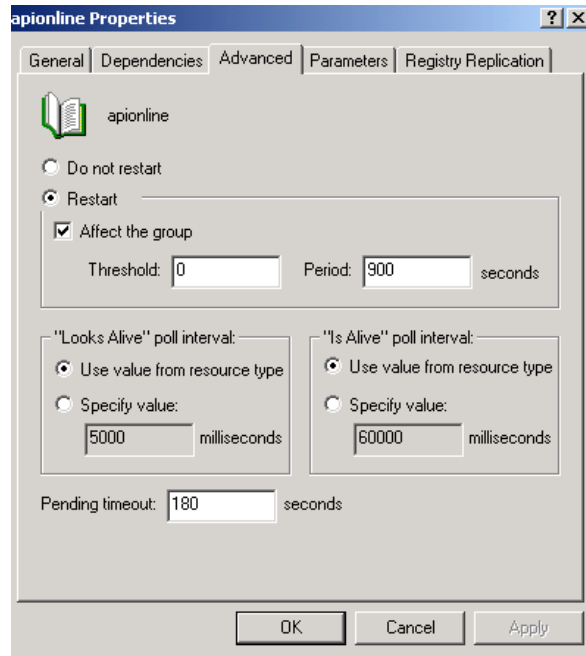 apionline Properties
General Dependencies Advanced Parameters Registry Replication
apionline
Do not restart
Restart
Affect the group
Threshold: 0 Period: 900 seconds
"Looks Alive" poll interval: "Is Alive" poll interval:
Use value from resource type Use value from resource type
Specify value: Specify value:
5000 milliseconds 60000 milliseconds
Pending timeout: 180 seconds
OK Cancel Apply